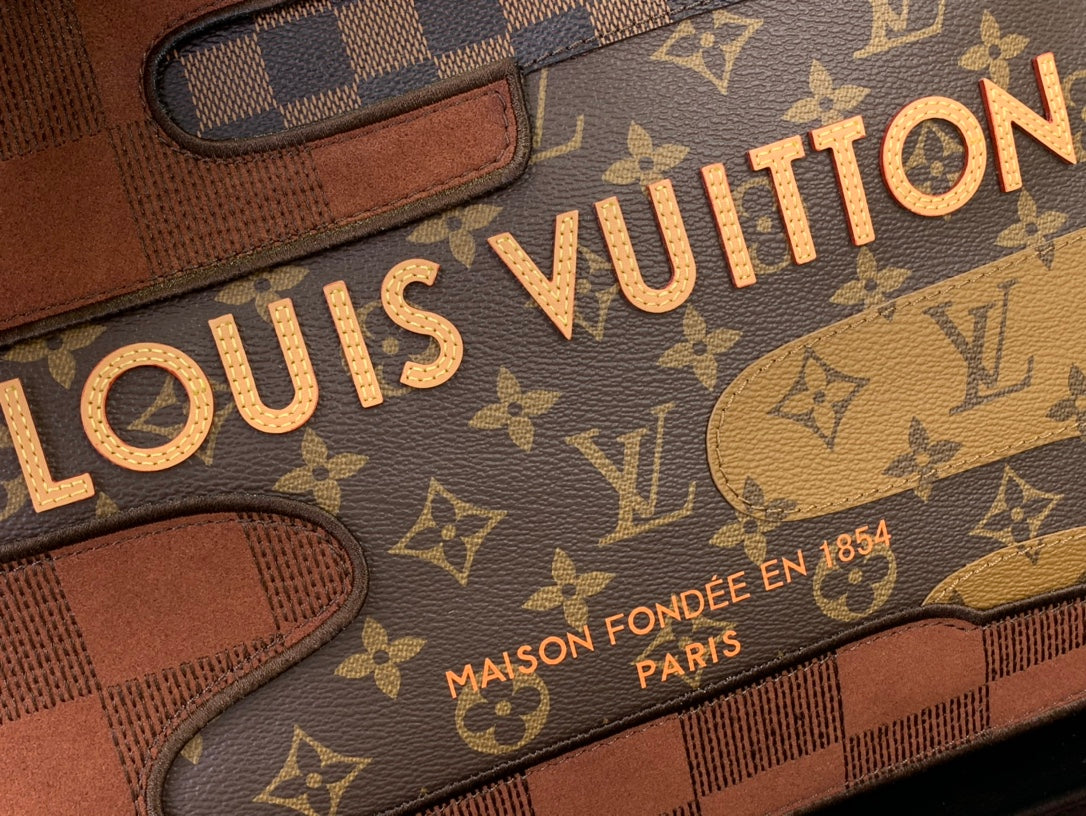 LOUIS VUITTON
MAISON FONDÉE EN 1854
PARIS